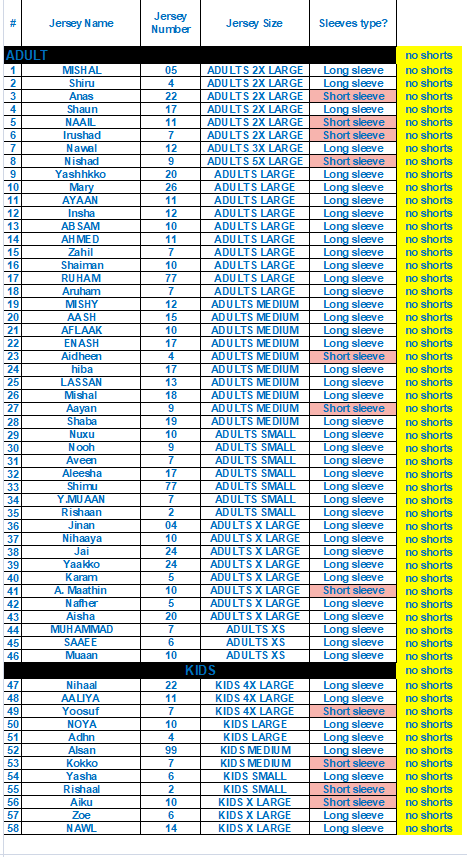 # Jersey Name Jersey Number Jersey Size Sleeves type?
ADULT no shorts
1 MISHAL 05 ADULTS 2X LARGE Long sleeve no shorts
2 Shiru 4 ADULTS 2X LARGE Long sleeve no shorts
3 Anas 22 ADULTS 2X LARGE Short sleeve no shorts
4 Shaun 17 ADULTS 2X LARGE Long sleeve no shorts
5 NAAIL 11 ADULTS 2X LARGE Short sleeve no shorts
6 Irushad 7 ADULTS 2X LARGE Short sleeve no shorts
7 Nawal 12 ADULTS 3X LARGE Long sleeve no shorts
8 Nishad 9 ADULTS 5X LARGE Short sleeve no shorts
9 Yashhkko 20 ADULTS LARGE Long sleeve no shorts
10 Mary 26 ADULTS LARGE Long sleeve no shorts
11 AYAAN 11 ADULTS LARGE Long sleeve no shorts
12 Insha 12 ADULTS LARGE Long sleeve no shorts
13 ABSAM 10 ADULTS LARGE Long sleeve no shorts
14 AHMED 11 ADULTS LARGE Long sleeve no shorts
15 Zahil 7 ADULTS LARGE Long sleeve no shorts
16 Shaiman 10 ADULTS LARGE Long sleeve no shorts
17 RUHAM 77 ADULTS LARGE Long sleeve no shorts
18 Aruham 7 ADULTS LARGE Long sleeve no shorts
19 MISHY 12 ADULTS MEDIUM Long sleeve no shorts
20 AASH 15 ADULTS MEDIUM Long sleeve no shorts
21 AFLAAK 10 ADULTS MEDIUM Long sleeve no shorts
22 ENASH 17 ADULTS MEDIUM Long sleeve no shorts
23 Aidheen 4 ADULTS MEDIUM Short sleeve no shorts
24 hiba 17 ADULTS MEDIUM Long sleeve no shorts
25 LASSAN 13 ADULTS MEDIUM Long sleeve no shorts
26 Mishal 18 ADULTS MEDIUM Long sleeve no shorts
27 Aayan 9 ADULTS MEDIUM Short sleeve no shorts
28 Shaba 19 ADULTS MEDIUM Long sleeve no shorts
29 Nuxu 10 ADULTS SMALL Long sleeve no shorts
30 Nooh 9 ADULTS SMALL Long sleeve no shorts
31 Aveen 7 ADULTS SMALL Long sleeve no shorts
32 Aleesha 17 ADULTS SMALL Long sleeve no shorts
33 Shimu 77 ADULTS SMALL Long sleeve no shorts
34 Y.MUAAN 7 ADULTS SMALL Long sleeve no shorts
35 Rishaan 2 ADULTS SMALL Long sleeve no shorts
36 Jinan 04 ADULTS X LARGE Long sleeve no shorts
37 Nihaaya 10 ADULTS X LARGE Long sleeve no shorts
38 Jai 24 ADULTS X LARGE Long sleeve no shorts
39 Yaakko 24 ADULTS X LARGE Long sleeve no shorts
40 Karam 5 ADULTS X LARGE Long sleeve no shorts
41 A. Maathin 10 ADULTS X LARGE Short sleeve no shorts
42 Nafher 5 ADULTS X LARGE Long sleeve no shorts
43 Aisha 20 ADULTS X LARGE Long sleeve no shorts
44 MUHAMMAD 7 ADULTS XS Long sleeve no shorts
45 SAAEE 6 ADULTS XS Long sleeve no shorts
46 Muaan 10 ADULTS XS Long sleeve no shorts
KIDS no shorts
47 Nihaal 22 KIDS 4X LARGE Long sleeve no shorts
48 AALIYA 11 KIDS 4X LARGE Long sleeve no shorts
49 Yoosuf 7 KIDS 4X LARGE Short sleeve no shorts
50 NOYA 10 KIDS LARGE Long sleeve no shorts
51 Adhn 4 KIDS LARGE Long sleeve no shorts
52 Alsan 99 KIDS MEDIUM Long sleeve no shorts
53 Kokko 7 KIDS MEDIUM Short sleeve no shorts
54 Yasha 6 KIDS SMALL Long sleeve no shorts
55 Rishaal 2 KIDS SMALL Short sleeve no shorts
56 Aiku 10 KIDS X LARGE Short sleeve no shorts
57 Zoe 6 KIDS X LARGE Long sleeve no shorts
58 NAWL 14 KIDS X LARGE Long sleeve no shorts